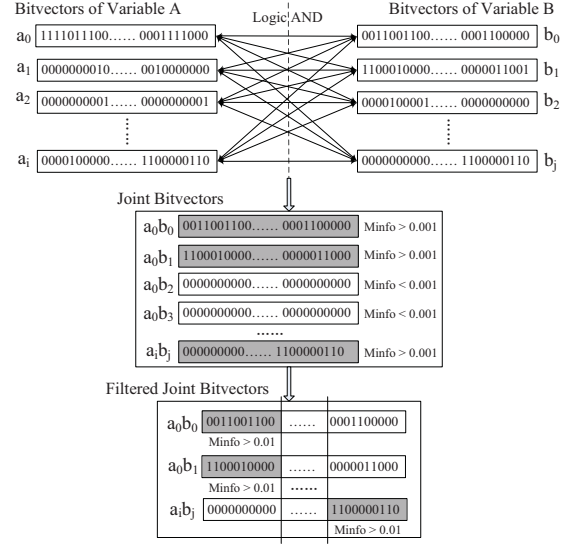 Bitvectors of Variable A Logic AND Bitvectors of Variable B
a0 1111011100...... 0001111000 0011001100...... 0001100000 b0
a1 0000000010...... 0010000000 1100010000...... 0000011001 b1
a2 0000000001...... 0000000001 0000100001...... 0000000000 b2
...... ......
ai 0000100000...... 1100000110 0000000000...... 1100000110 bj
Joint Bitvectors
a0b0 0011001100...... 0001100000 Minfo > 0.001
a0b1 1100010000...... 0000011000 Minfo > 0.001
a0b2 0000000000...... 0000000000 Minfo < 0.001
a0b3 0000000000...... 0000000000 Minfo < 0.001
......
aibj 000000000...... 1100000110 Minfo > 0.001
Filtered Joint Bitvectors
a0b0 0011001100 ...... 0001100000
Minfo > 0.01
a0b1 1100010000 ...... 0000011000
Minfo > 0.01 ......
aibj 0000000000 ...... 1100000110
Minfo > 0.01